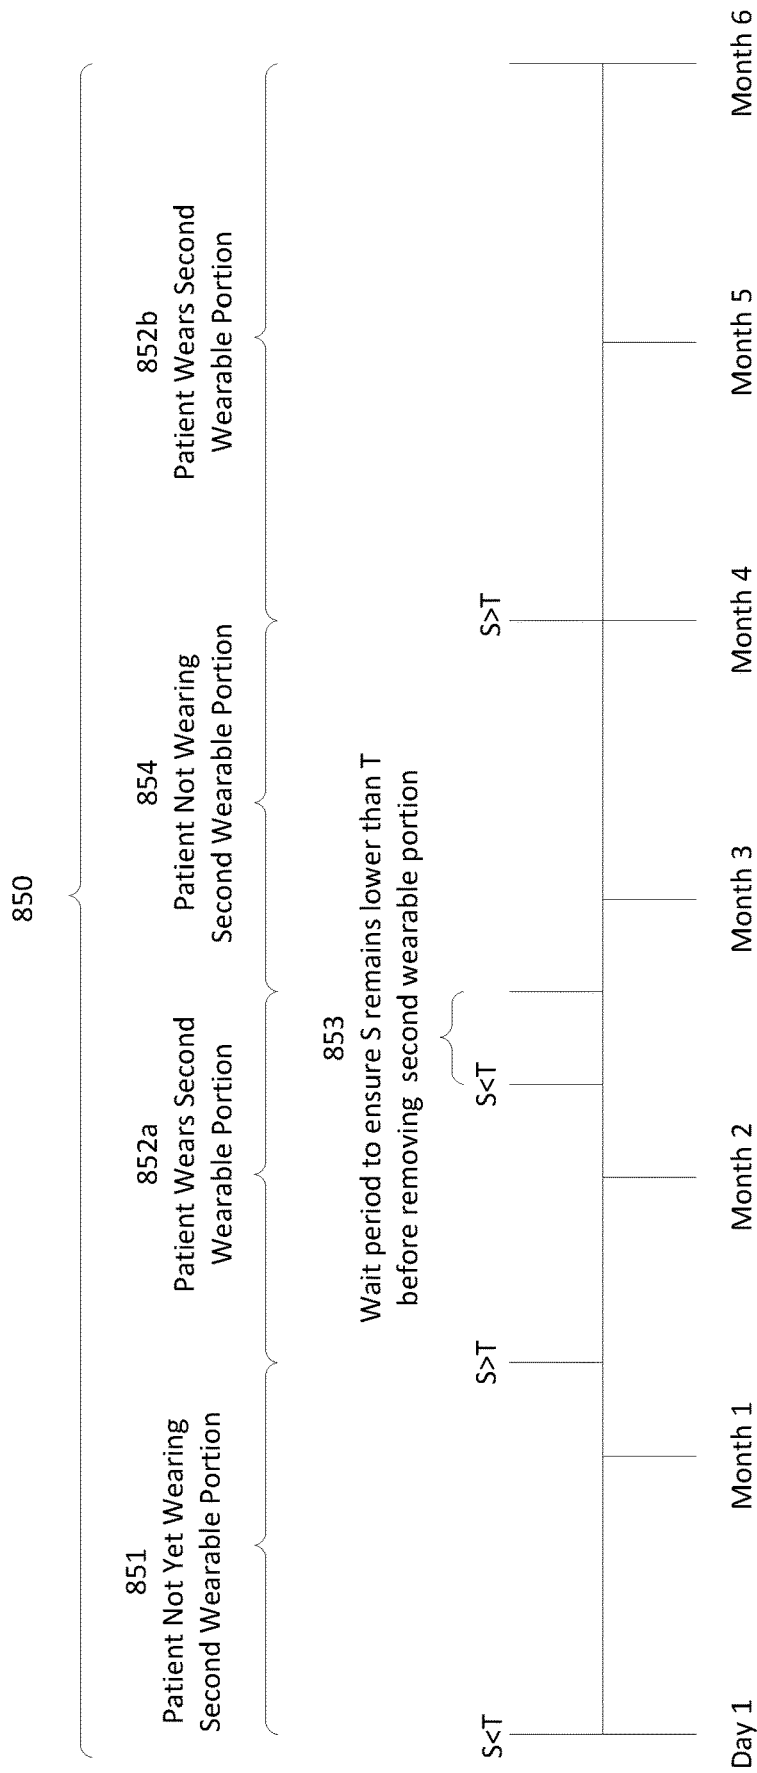 850
851
Patient Not Yet Wearing
Second Wearable Portion
852a
Patient Wears Second
Wearable Portion
854
Patient Not Wearing
Second Wearable Portion
852b
Patient Wears Second
Wearable Portion
853
Wait period to ensure S remains lower than T
before removing second wearable portion
S<T
S>T
S<T
S>T
Day 1
Month 1
Month 2
Month 3
Month 4
Month 5
Month 6